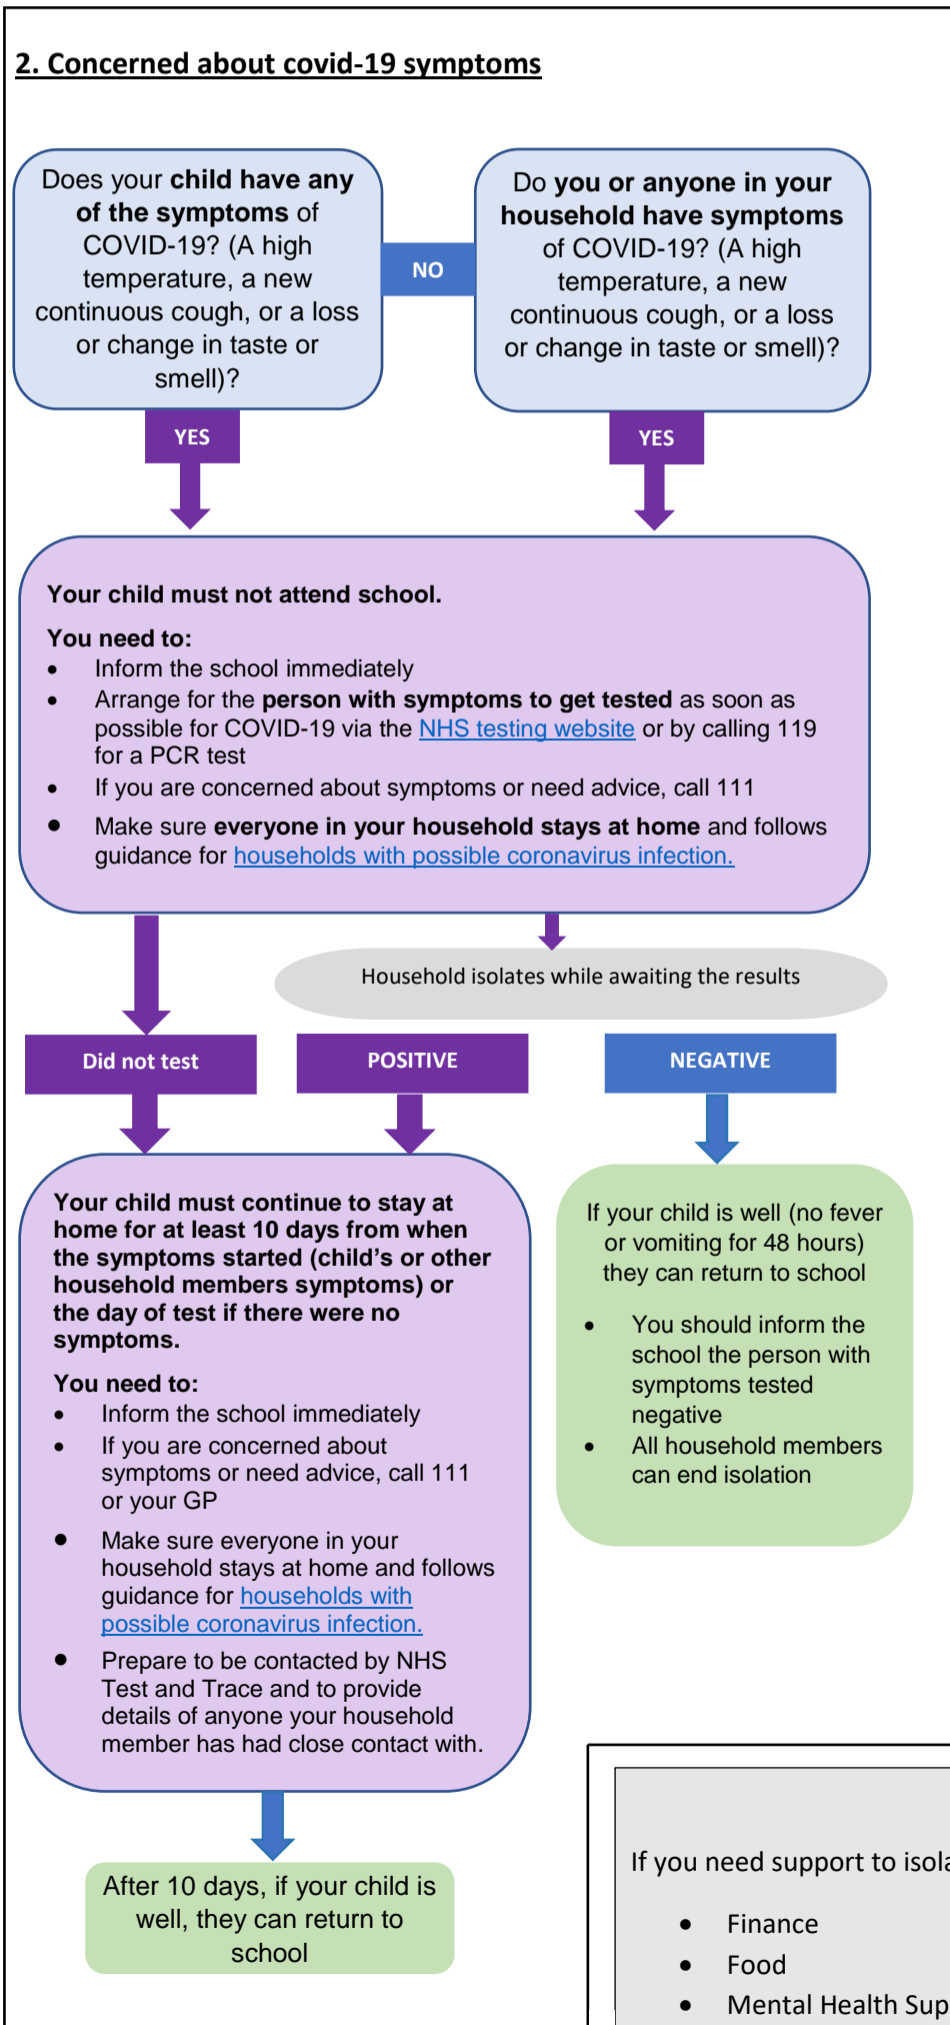 2. Concerned about covid-19 symptoms
Does your child have any
of the symptoms of
COVID-19? (A high
temperature, a new
continuous cough, or a loss
or change in taste or
smell)?
NO
Do you or anyone in your
household have symptoms
of COVID-19? (A high
temperature, a new
continuous cough, or a loss
or change in taste or smell)?
YES
YES
Your child must not attend school.
You need to:
• Inform the school immediately
• Arrange for the person with symptoms to get tested as soon as
possible for COVID-19 via the NHS testing website or by calling 119
for a PCR test
• If you are concerned about symptoms or need advice, call 111
• Make sure everyone in your household stays at home and follows
guidance for households with possible coronavirus infection.
Household isolates while awaiting the results
Did not test
POSITIVE
NEGATIVE
Your child must continue to stay at
home for at least 10 days from when
the symptoms started (child's or other
household members symptoms) or
the day of test if there were no
symptoms.
You need to:
• Inform the school immediately
• If you are concerned about
symptoms or need advice, call 111
or your GP
• Make sure everyone in your
household stays at home and follows
guidance for households with
possible coronavirus infection.
• Prepare to be contacted by NHS
Test and Trace and to provide
details of anyone your household
member has had close contact with.
If your child is well (no fever
or vomiting for 48 hours)
they can return to school
• You should inform the
school the person with
symptoms tested
negative
• All household members
can end isolation
After 10 days, if your child is
well, they can return to
school
If you need support to isola
• Finance
• Food
• Mental Health Sup